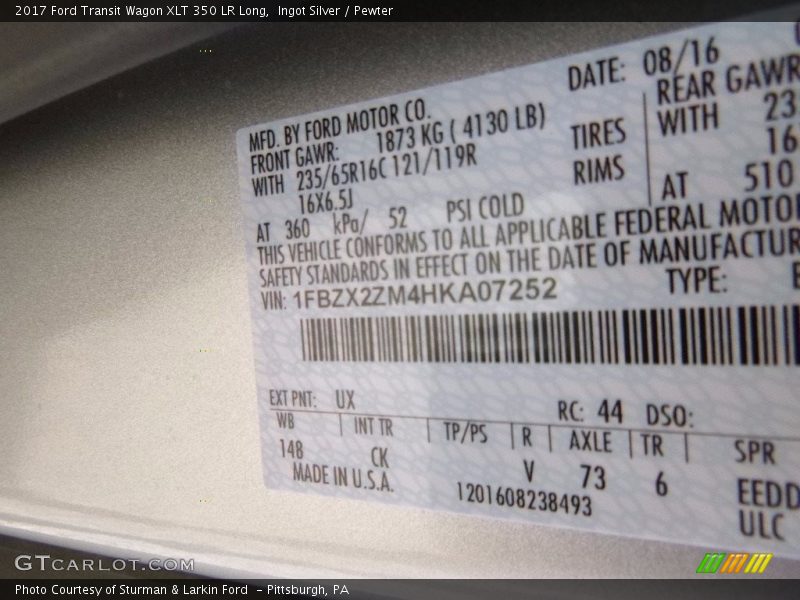 2017 Ford Transit Wagon XLT 350 LR Long, Ingot Silver / Pewter
DATE: 08/16
MFD. BY FORD MOTOR CO.
REAR GAWR
FRONT GAWR: 1873 KG ( 4130 LB)
WITH 23
WITH 235/65R16C 121/119R TIRES
16
16X6.5J RIMS
AT 510
AT 360 kPa/ 52 PSI COLD
THIS VEHICLE CONFORMS TO ALL APPLICABLE FEDERAL MOTOR
SAFETY STANDARDS IN EFFECT ON THE DATE OF MANUFACTUR
VIN: 1FBZX2ZM4HKA07252 TYPE:
EXT PNT: UX RC: 44 DSO:
WB INT TR TP/PS R AXLE TR SPR
148 CK V 73 6 EEDD
MADE IN U.S.A. 1201608238493 ULC
GTCARLOT.COM
Photo Courtesy of Sturman & Larkin Ford - Pittsburgh, PA